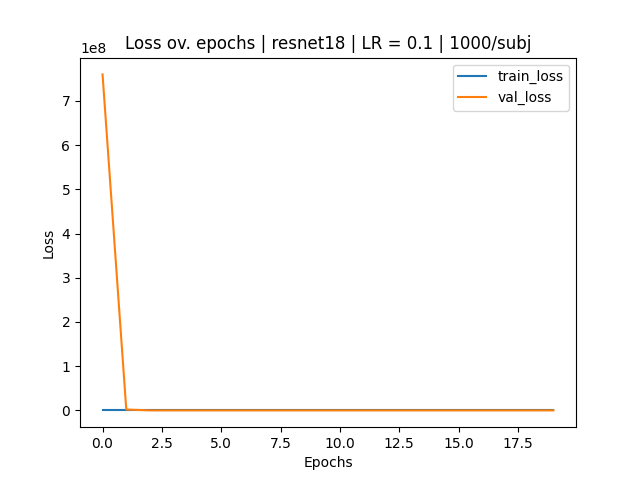 Loss ov. epochs | resnet18 | LR = 0.1 | 1000/subj
1e8
train_loss
val_loss
7
6
5
4
3
2
1
0
Loss
0.0 2.5 5.0 7.5 10.0 12.5 15.0 17.5
Epochs